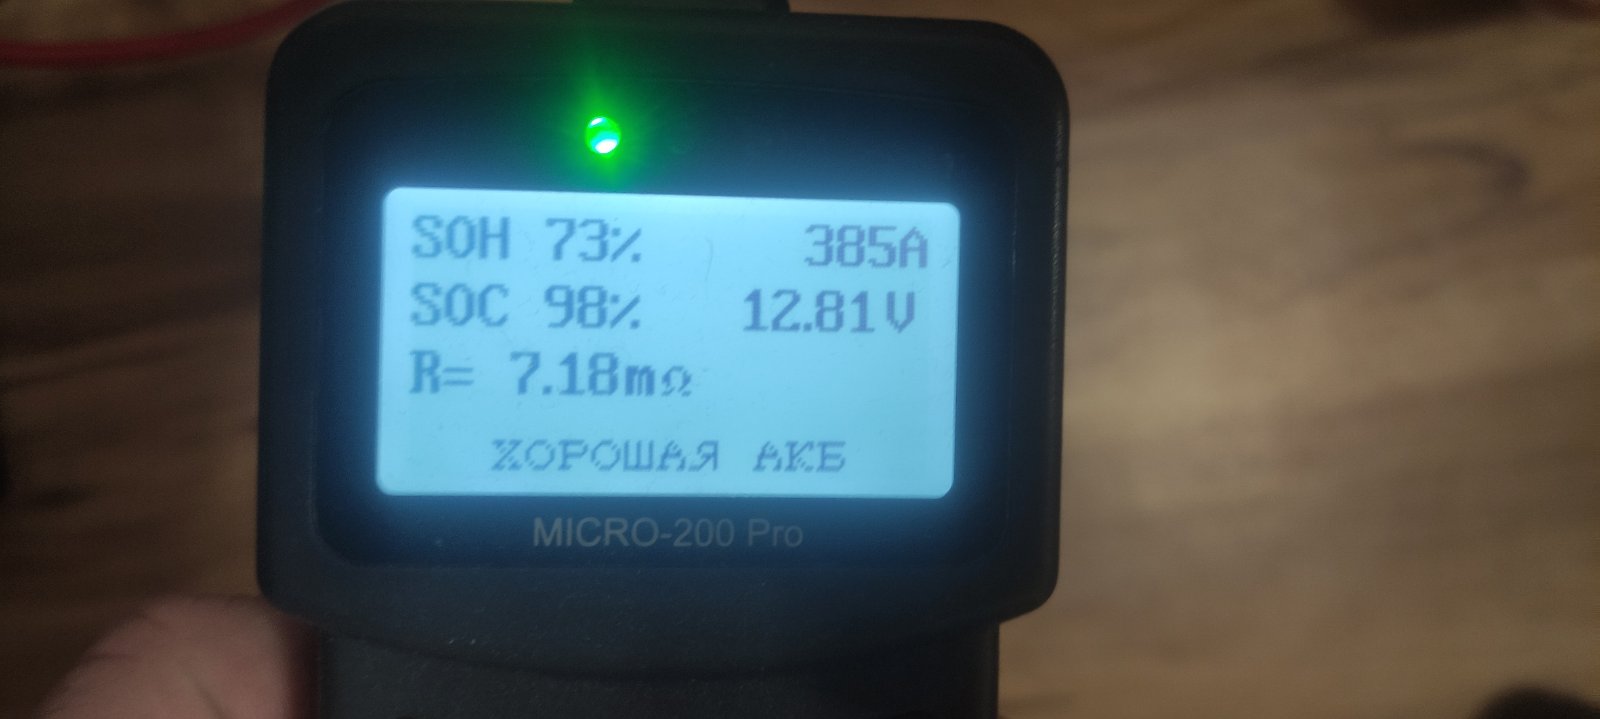 SOH 73% 385A
SOC 98% 12.81V
R= 7.18mΩ
ХОРОШАЯ АКБ
MICRO-200 Pro